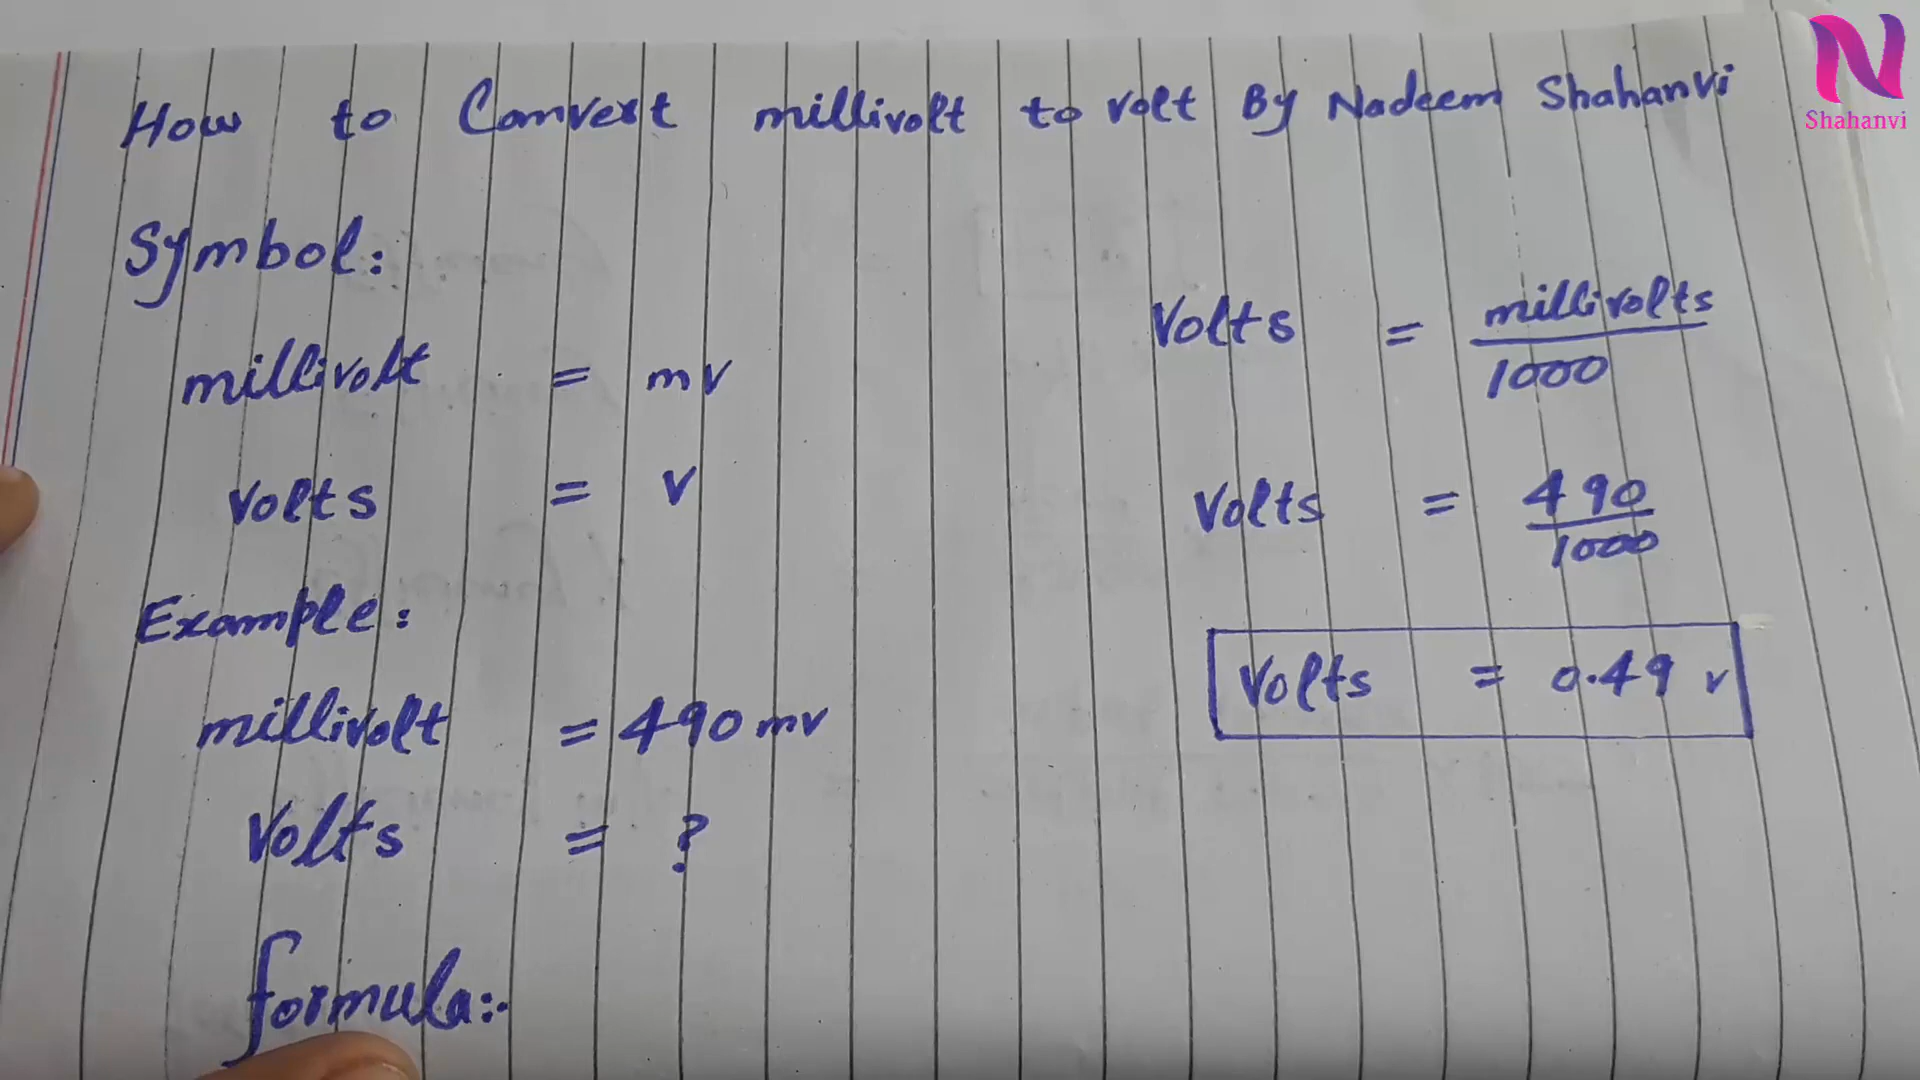 How to Convert millivolt to volt By Nadeem Shahanvi
Shahanvi
Symbol:
millivolt = mv
volts = v
Example:
millivolt = 490 mv
Volts = ?
formula:-
Volts = millivolts
1000
Volts = 490
1000
Volts = 0.49 v